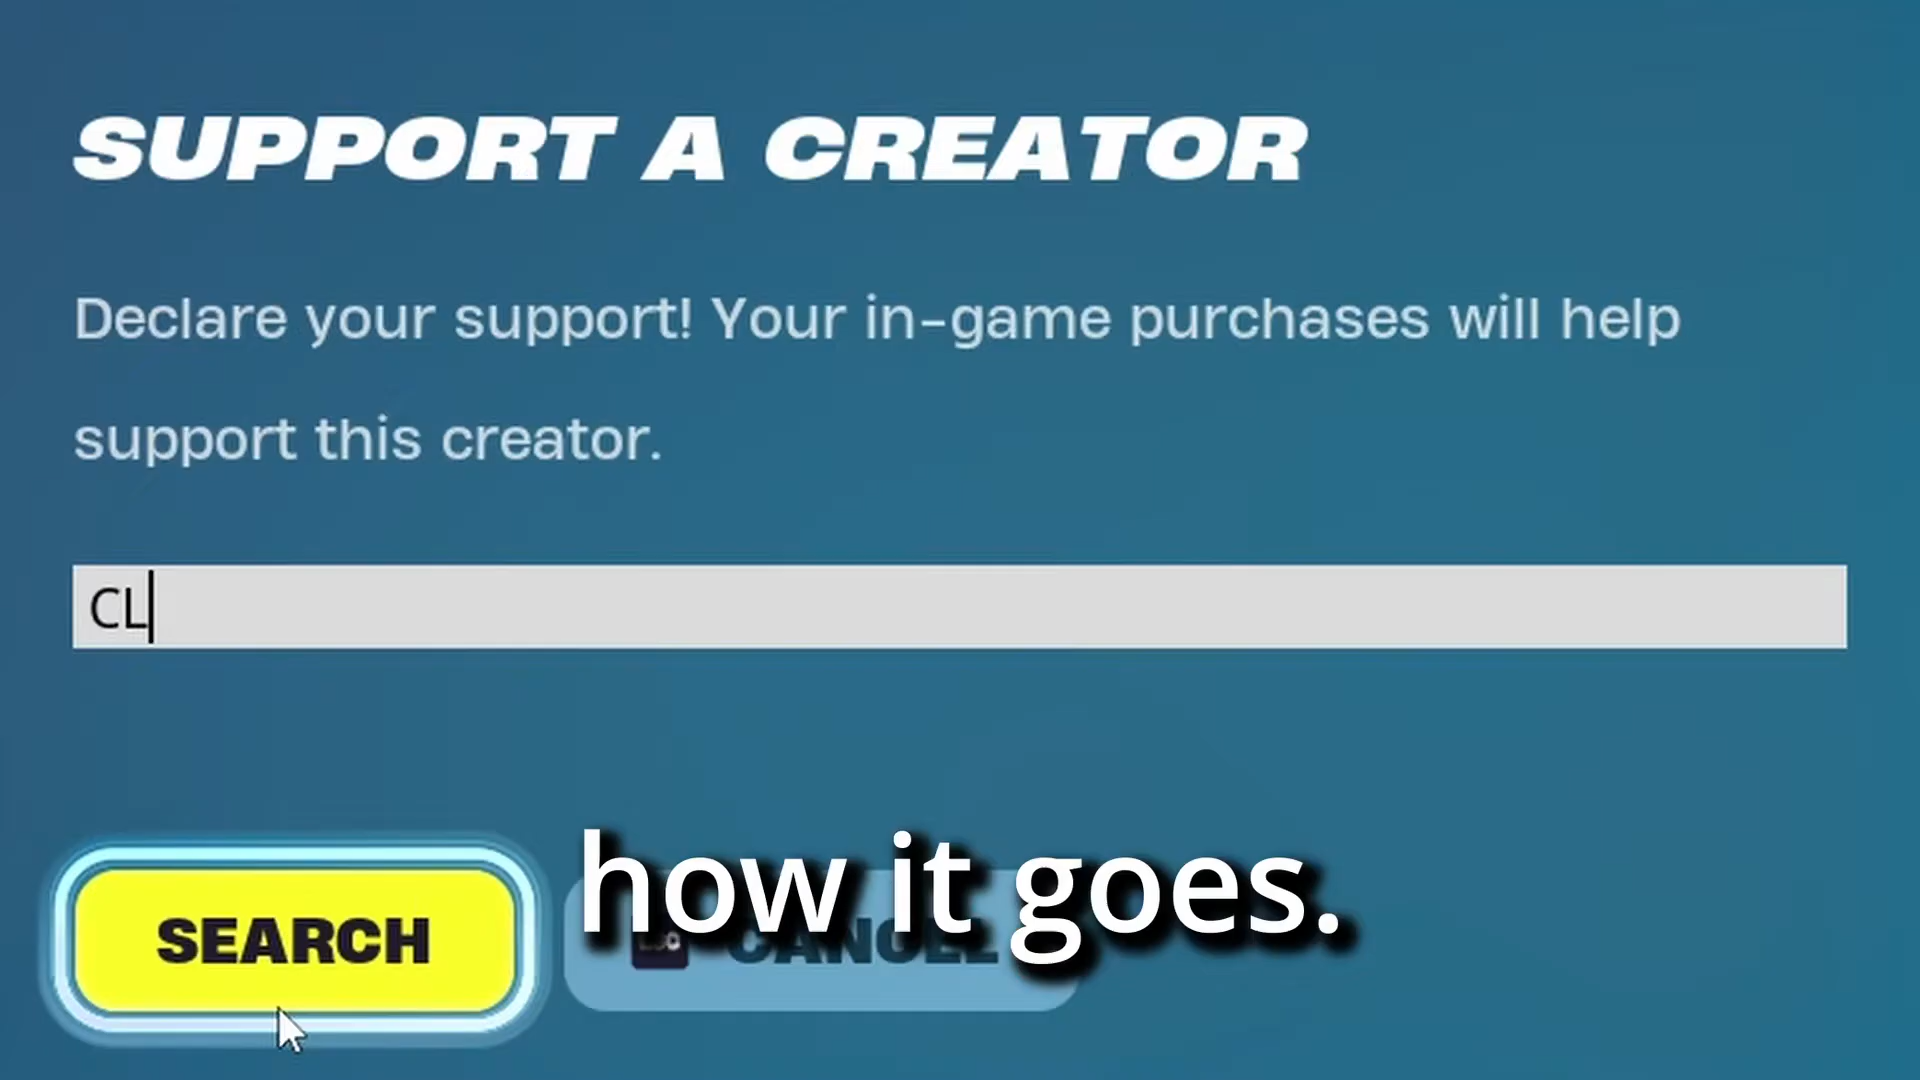 SUPPORT A CREATOR
Declare your support! Your in-game purchases will help
support this creator.
CL
how it goes.
SEARCH
CANCEL